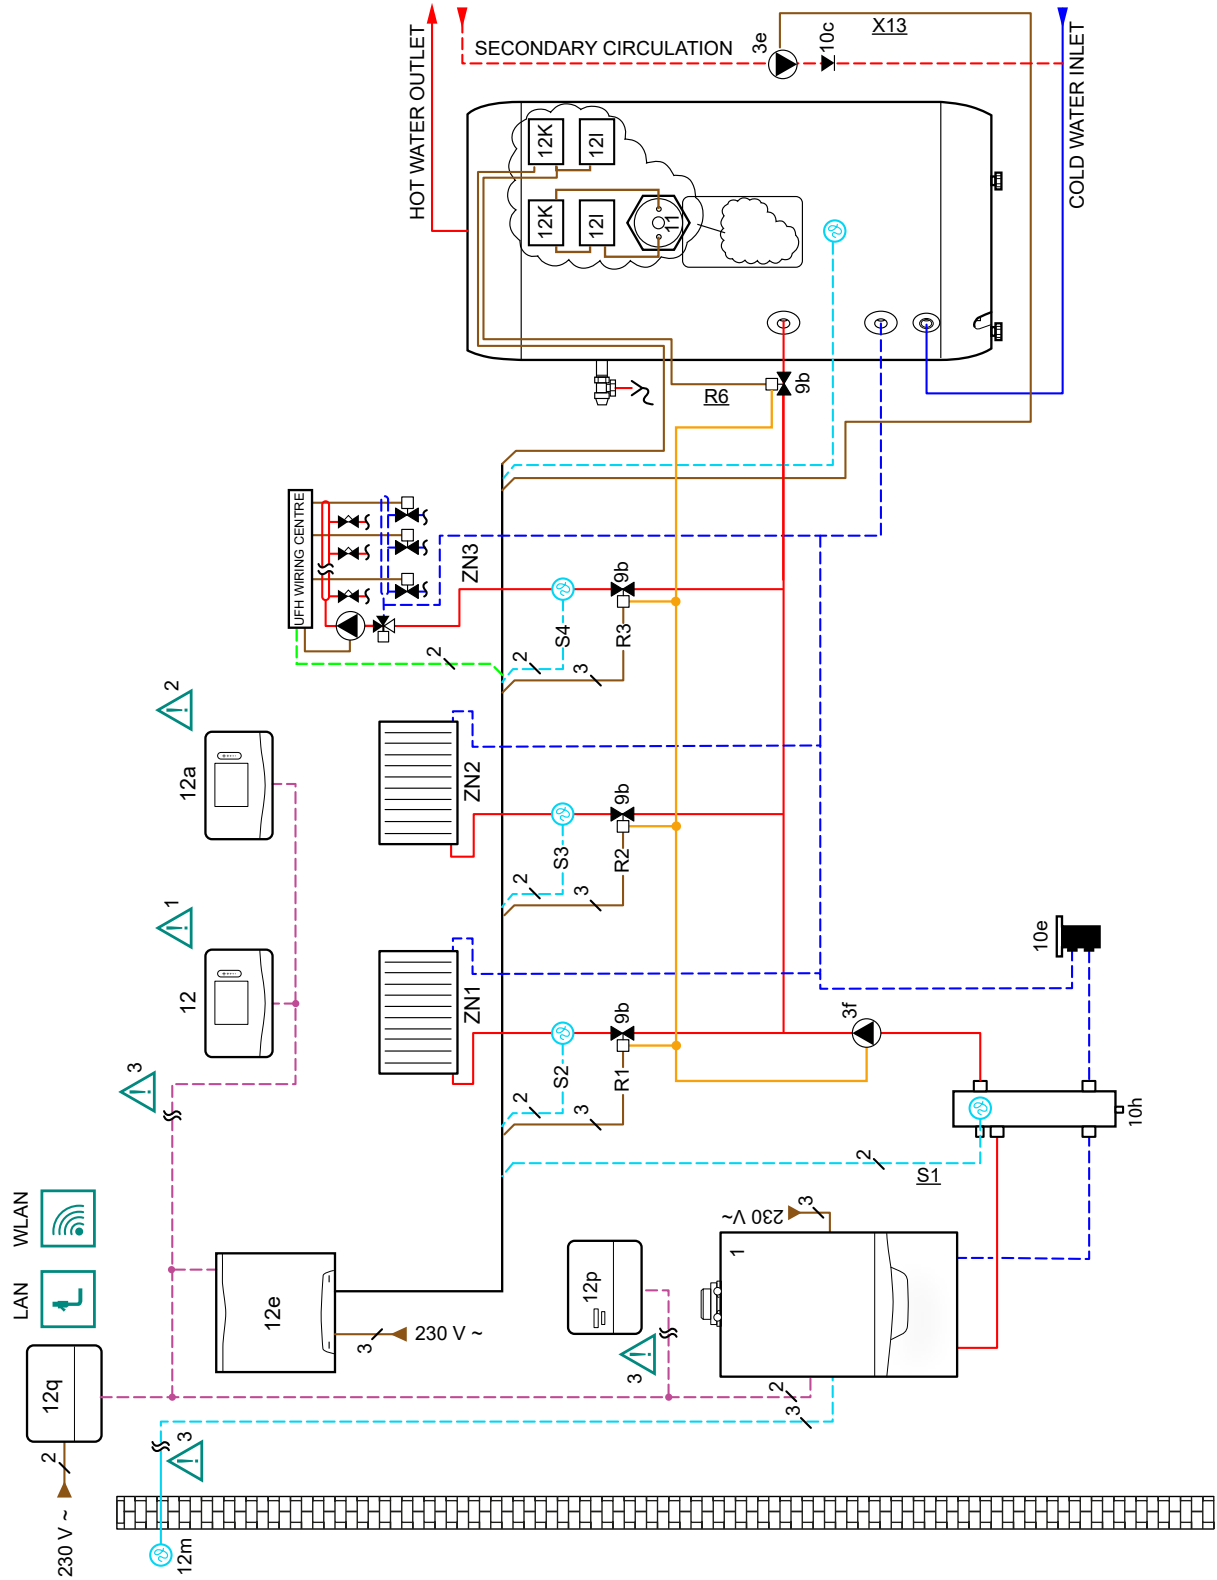 LAN
WLAN
12q
2
230 V ~
12m
3
3
12
1
12a
2
12e
3
230 V ~
UFH WIRING CENTRE
HOT WATER OUTLET
2
ZN1
ZN2
ZN3
SECONDARY CIRCULATION
2
2
2
S2
S3
S4
12K
12K
12I
12I
3
3
3
12p
3
R1
R2
R3
9b
9b
9b
11
R6
1
230 V ~
3
2
3
9b
3e
10c
3f
2
X13
S1
10e
10h
COLD WATER INLET